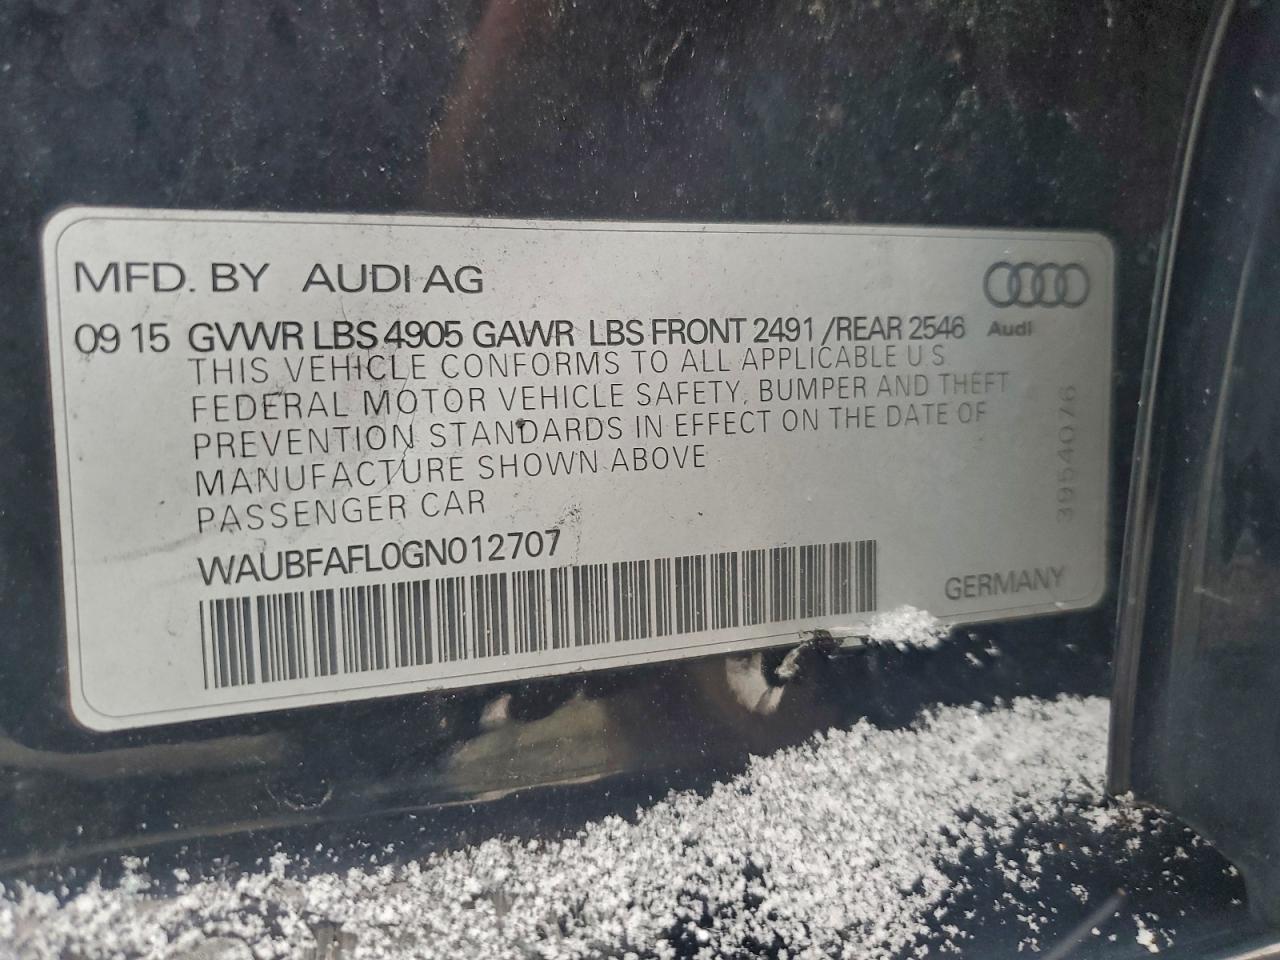 MFD. BY AUDI AG
09 15 GVWR LBS 4905 GAWR LBS FRONT 2491 /REAR 2546
Audi
THIS VEHICLE CONFORMS TO ALL APPLICABLE U S
FEDERAL MOTOR VEHICLE SAFETY, BUMPER AND THEFT
PREVENTION STANDARDS IN EFFECT ON THE DATE OF
MANUFACTURE SHOWN ABOVE
PASSENGER CAR
WAUBFAFL0GN012707
GERMANY
3954076